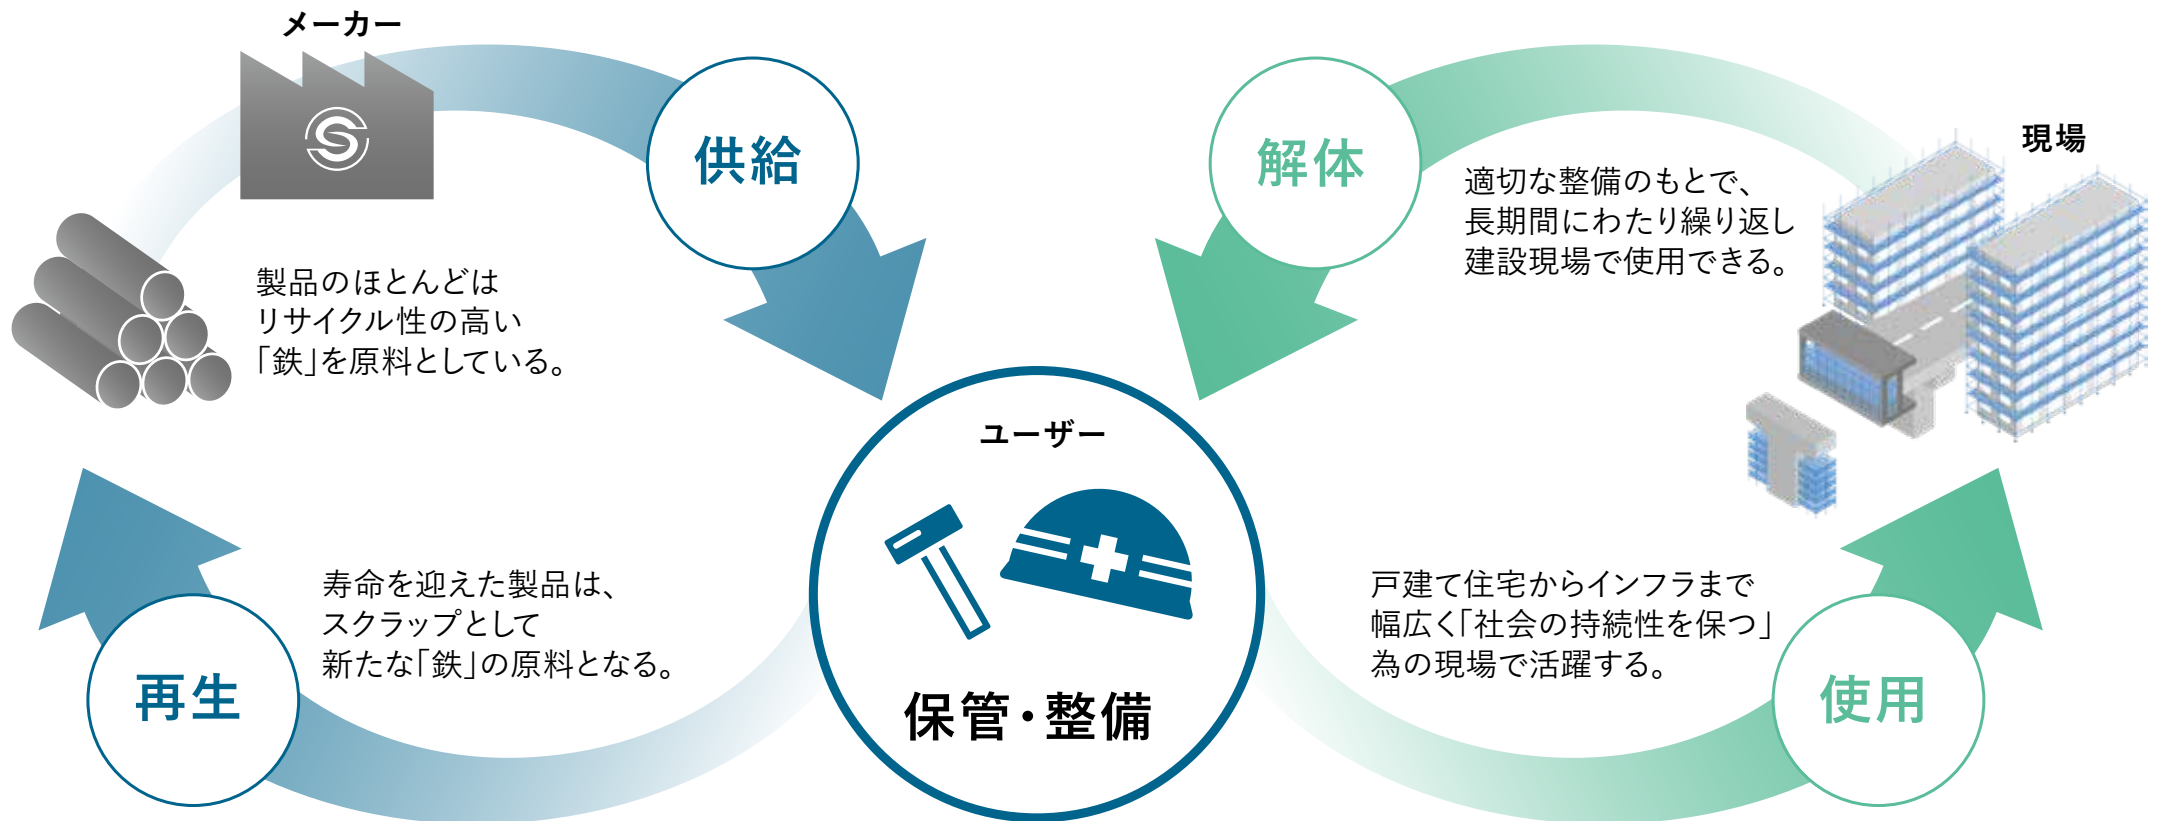 メーカー
供給
製品のほとんどは
リサイクル性の高い
「鉄」を原料としている。
再生
寿命を迎えた製品は、
スクラップとして
新たな「鉄」の原料となる。
ユーザー
保管・整備
解体
適切な整備のもとで、
長期間にわたり繰り返し
建設現場で使用できる。
現場
戸建て住宅からインフラまで
幅広く「社会の持続性を保つ」
為の現場で活躍する。
使用